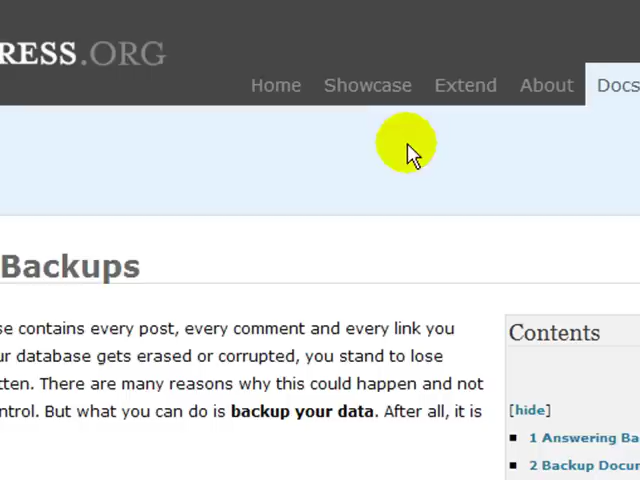 RESS.ORG
Home Showcase Extend About Docs
Backups
se contains every post, every comment and every link you
ur database gets erased or corrupted, you stand to lose
tten. There are many reasons why this could happen and not
ntrol. But what you can do is backup your data. After all, it is
Contents
[hide]
1 Answering Ba
2 Backup Docu